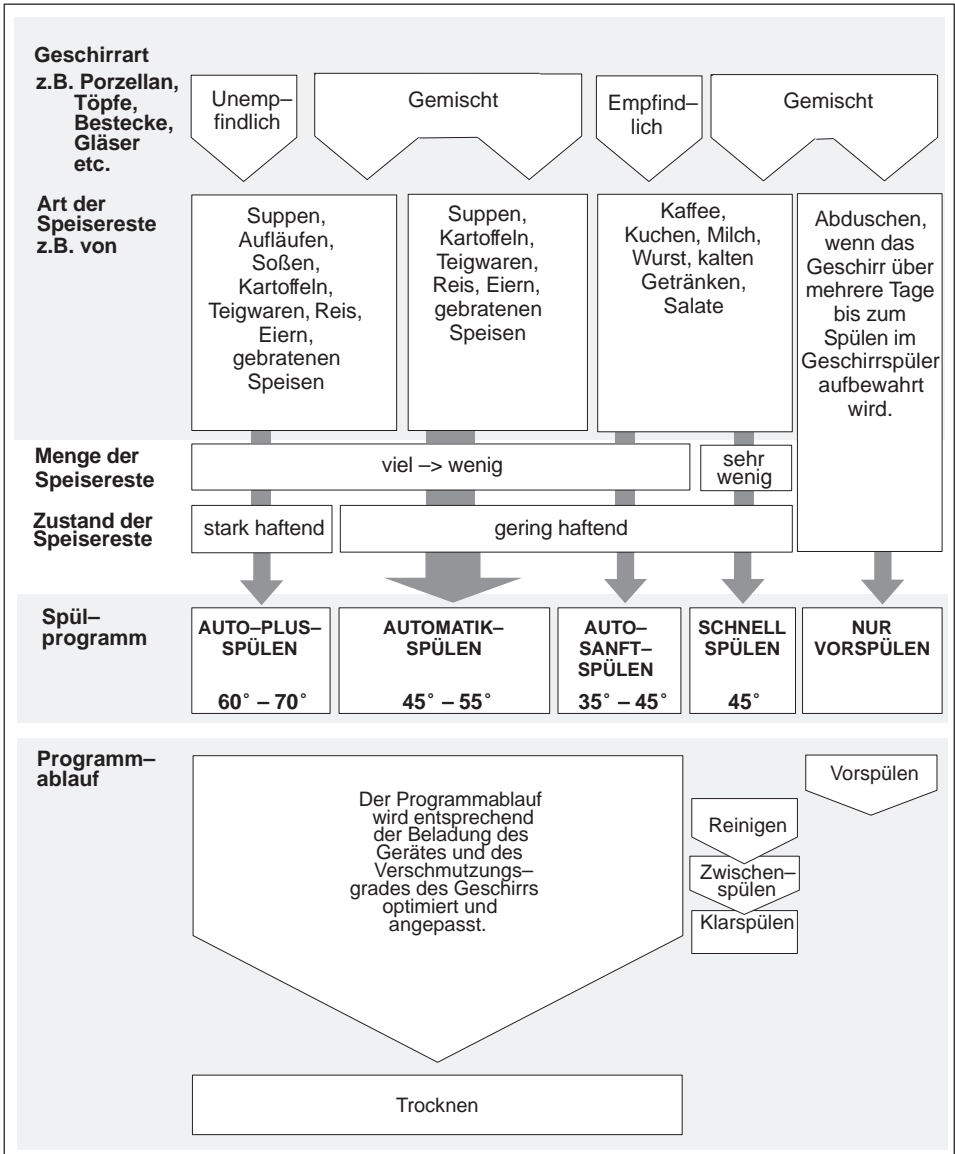 Geschirrart
z.B. Porzellan,
Töpfe,
Bestecke,
Gläser
etc.
Unemp–
findlich
Gemischt
Empfind–
lich
Gemischt
Art der
Speisereste
z.B. von
Suppen,
Aufläufen,
Soßen,
Kartoffeln,
Teigwaren, Reis,
Eiern,
gebratenen
Speisen
Suppen,
Kartoffeln,
Teigwaren,
Reis, Eiern,
gebratenen
Speisen
Kaffee,
Kuchen, Milch,
Wurst, kalten
Getränken,
Salate
Abduschen,
wenn das
Geschirr über
mehrere Tage
bis zum
Spülen im
Geschirrspüler
aufbewahrt
wird.
Menge der
Speisereste
viel –> wenig
sehr
wenig
Zustand der
Speisereste
stark haftend
gering haftend
Spül–
programm
AUTO–PLUS–
SPÜLEN
60° – 70°
AUTOMATIK–
SPÜLEN
45° – 55°
AUTO–
SANFT–
SPÜLEN
35° – 45°
SCHNELL
SPÜLEN
45°
NUR
VORSPÜLEN
Programm–
ablauf
Der Programmablauf
wird entsprechend
der Beladung des
Gerätes und des
Verschmutzungs–
grades des Geschirrs
optimiert und
angepasst.
Reinigen
Zwischen–
spülen
Klarspülen
Vorspülen
Trocknen